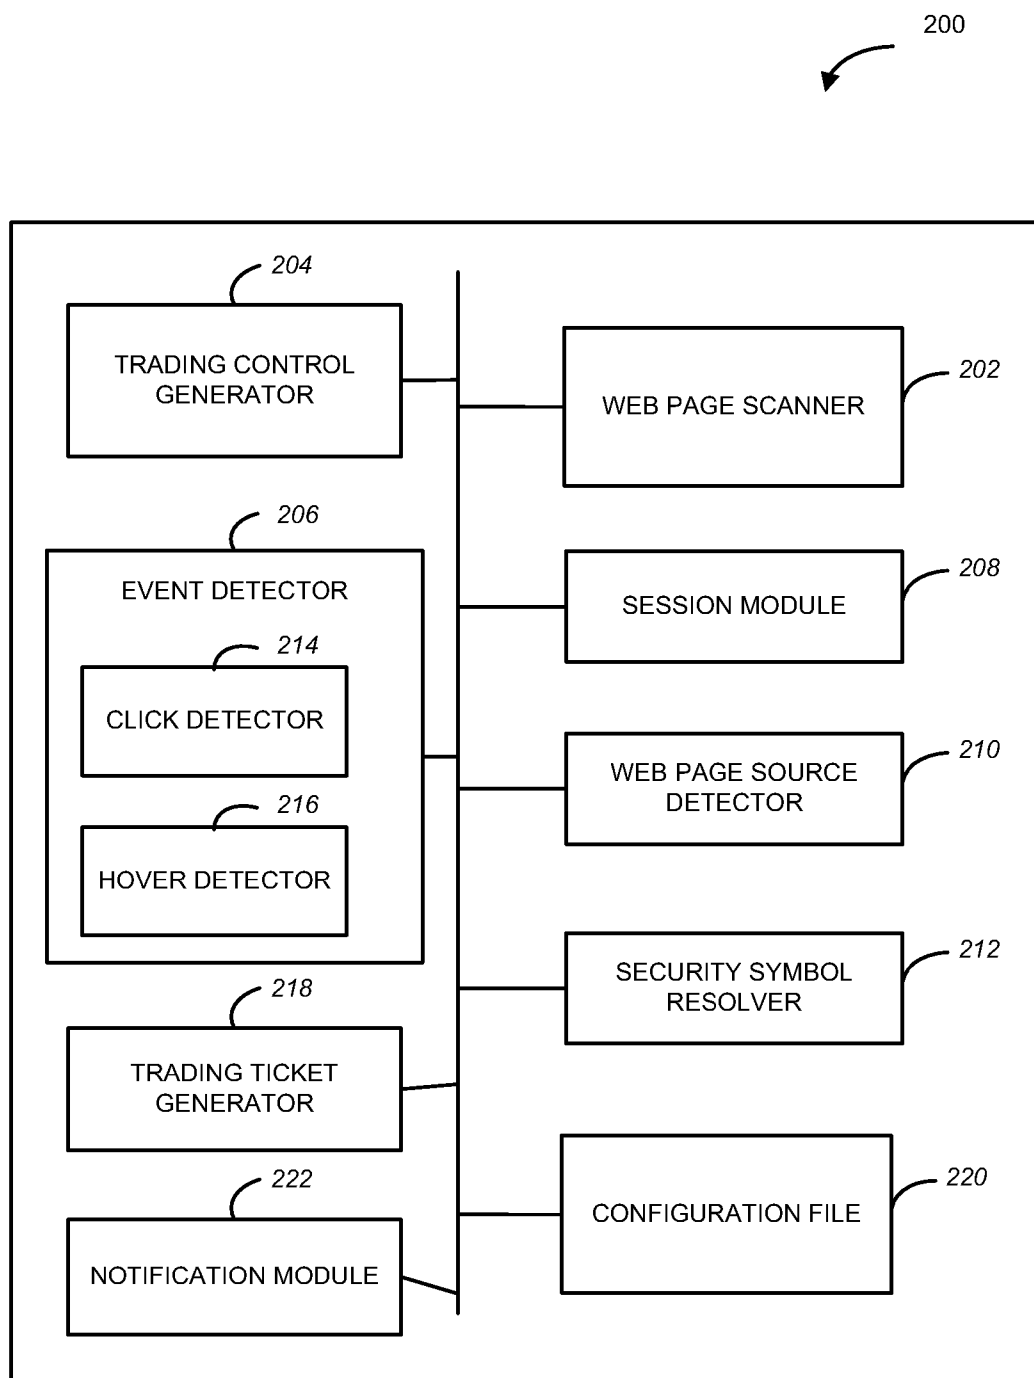 200
204
TRADING CONTROL
GENERATOR
202
WEB PAGE SCANNER
206
EVENT DETECTOR
214
CLICK DETECTOR
216
HOVER DETECTOR
208
SESSION MODULE
210
WEB PAGE SOURCE
DETECTOR
212
SECURITY SYMBOL
RESOLVER
218
TRADING TICKET
GENERATOR
222
NOTIFICATION MODULE
220
CONFIGURATION FILE